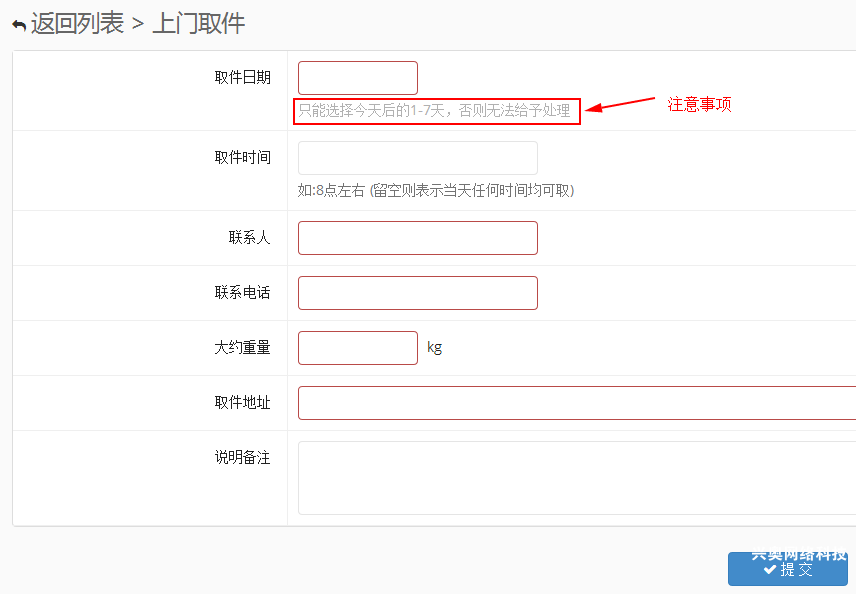 返回列表 > 上门取件
取件日期
只能选择今天后的1-7天，否则无法给予处理
注意事项
取件时间
如:8点左右 (留空则表示当天任何时间均可取)
联系人
联系电话
大约重量
kg
取件地址
说明备注
兴奥网络科技
提 交